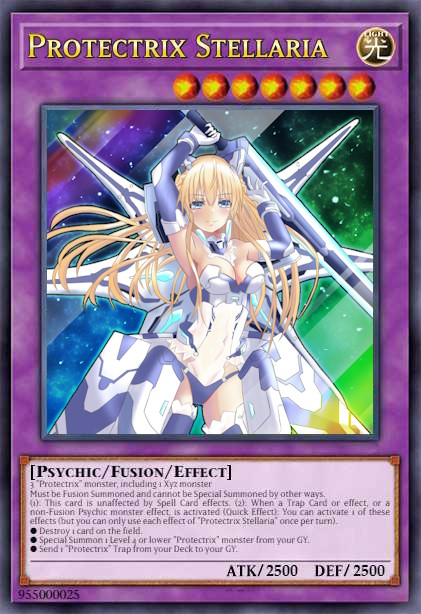 Protectrix Stellaria
LIGHT
光
[Psychic/Fusion/Effect]
3 "Protectrix" monster, including 1 Xyz monster
Must be Fusion Summoned and cannot be Special Summoned by other ways.
(1): This card is unaffected by Spell Card effects. (2): When a Trap Card or effect, or a
non-Fusion Psychic monster effect, is activated (Quick Effect): You can activate 1 of these
effects (but you can only use each effect of "Protectrix Stellaria" once per turn).
● Destroy 1 card on the field.
● Special Summon 1 Level 4 or lower "Protectrix" monster from your GY.
● Send 1 "Protectrix" Trap from your Deck to your GY.
ATK/2500 DEF/2500
955000025